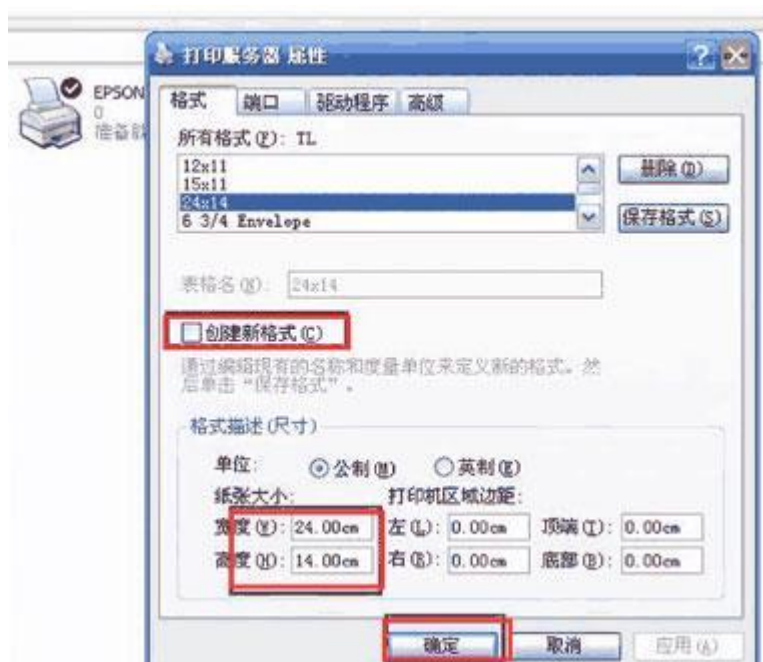 打印服务器 属性
EPSON
0
准备就
格式 端口 驱动程序 高级
所有格式(F): TL
12x11
15x11
24x14
6 3/4 Envelope
删除(D)
保存格式(S)
表格名(N): 24x14
创建新格式(C)
通过编辑现有的名称和度量单位来定义新的格式。然
后单击“保存格式”。
格式描述(尺寸)
单位: 公制(M) 英制(E)
纸张大小: 打印机区域边距:
宽度(W): 24.00cm 左(L): 0.00cm 顶端(T): 0.00cm
高度(H): 14.00cm 右(R): 0.00cm 底部(B): 0.00cm
确定 取消 应用(A)